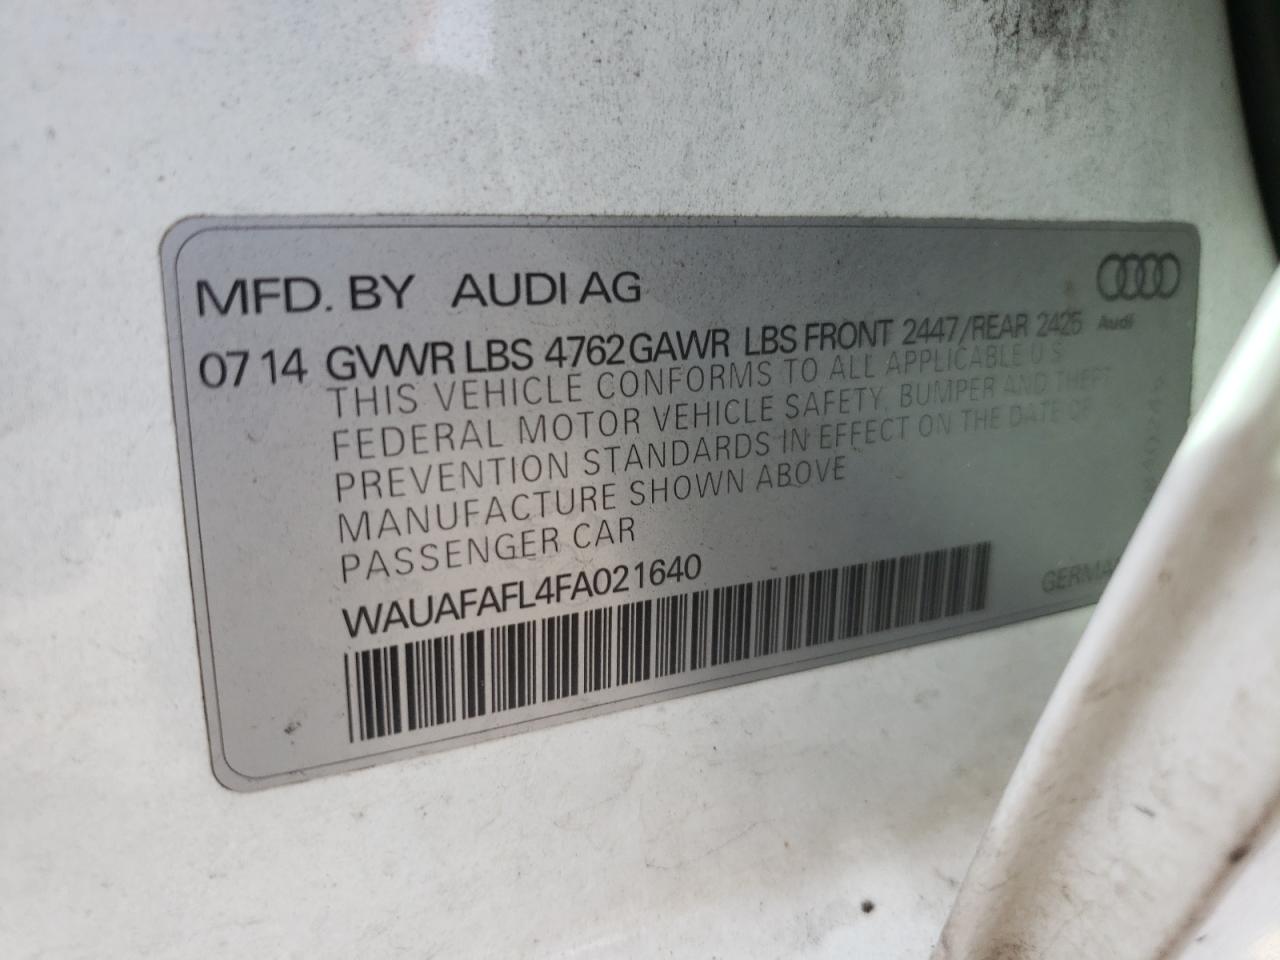 MFD. BY AUDI AG
Audi
07 14 GVWR LBS 4762 GAWR LBS FRONT 2447/REAR 2425
THIS VEHICLE CONFORMS TO ALL APPLICABLE U S
FEDERAL MOTOR VEHICLE SAFETY, BUMPER AND THEFT
PREVENTION STANDARDS IN EFFECT ON THE DATE OF
MANUFACTURE SHOWN ABOVE
PASSENGER CAR
WAUAFAFL4FA021640